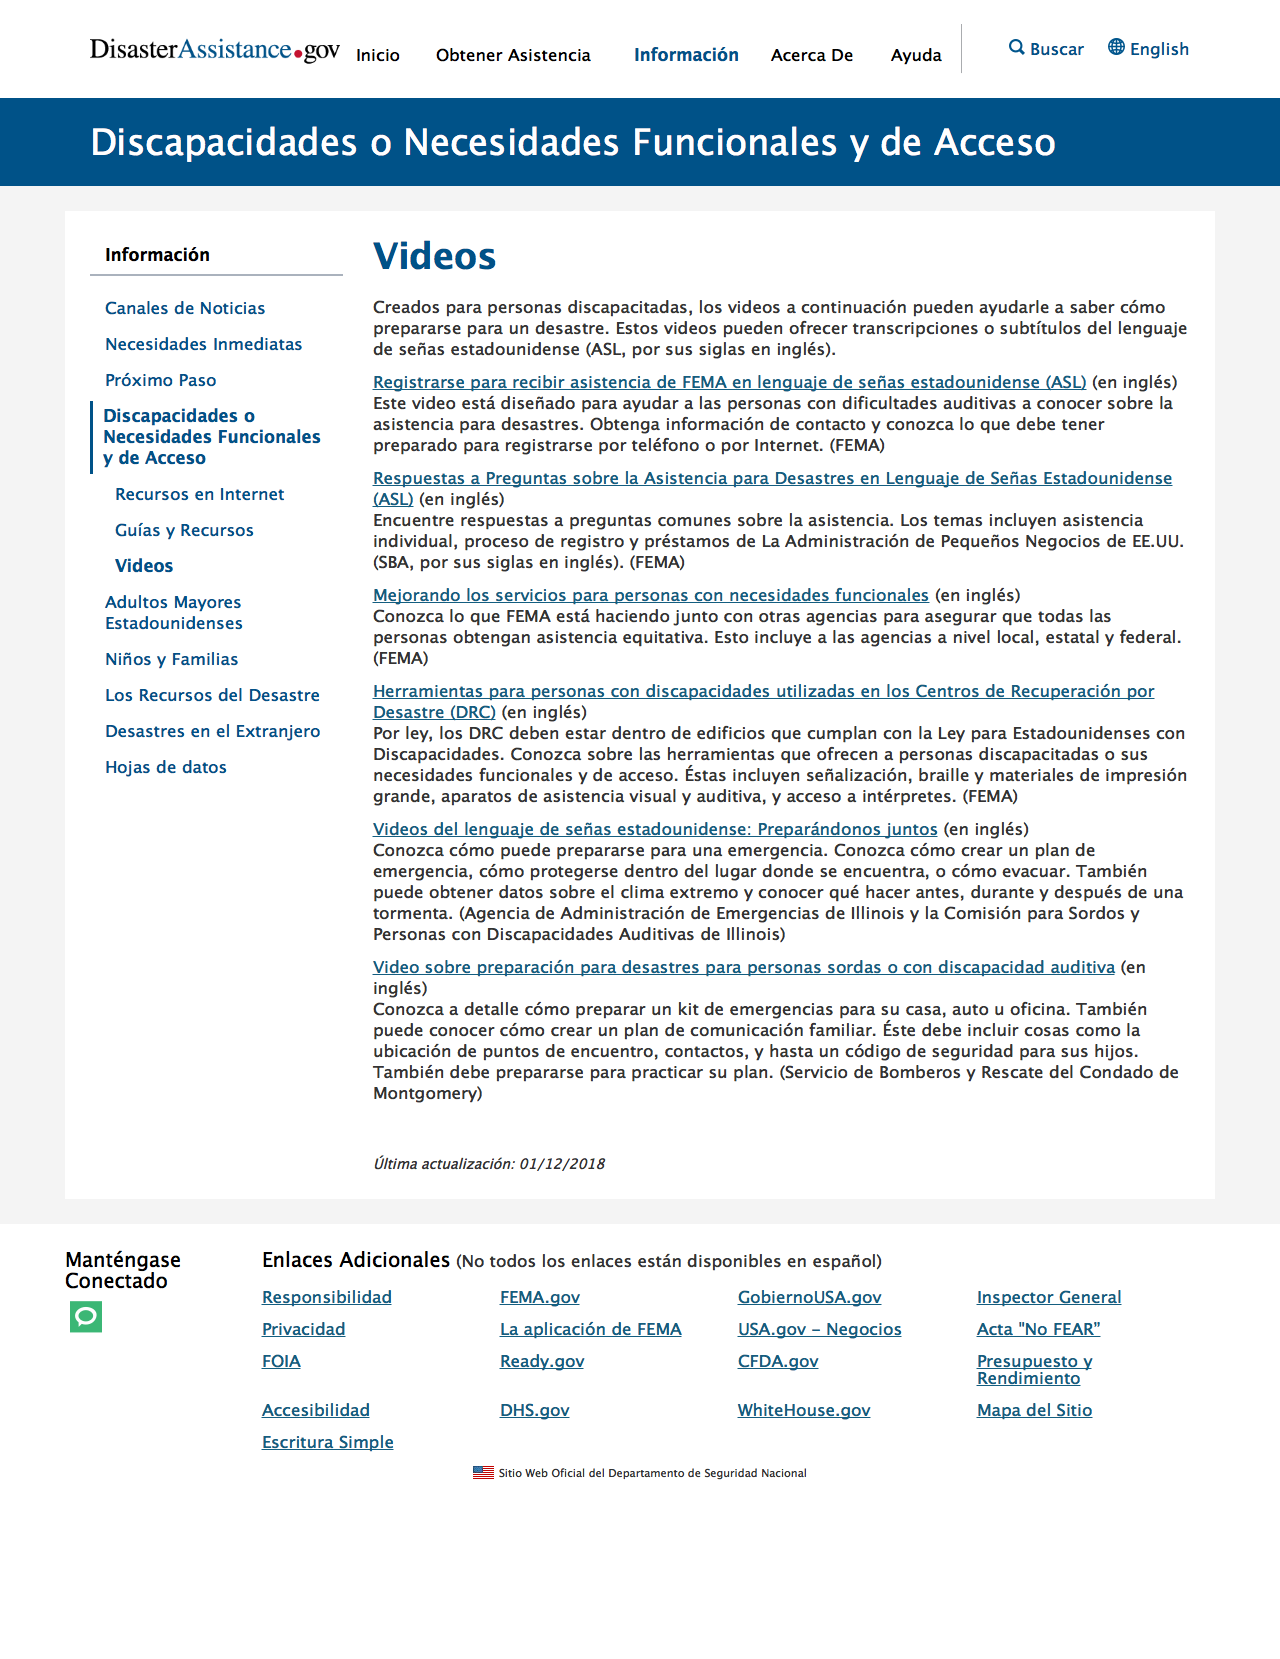 DisasterAssistance.gov
Inicio
Obtener Asistencia
Información
Acerca De
Ayuda
Buscar
English
Discapacidades o Necesidades Funcionales y de Acceso
Información
Canales de Noticias
Necesidades Inmediatas
Próximo Paso
Discapacidades o
Necesidades Funcionales
y de Acceso
Recursos en Internet
Guías y Recursos
Videos
Adultos Mayores
Estadounidenses
Niños y Familias
Los Recursos del Desastre
Desastres en el Extranjero
Hojas de datos
Videos
Creados para personas discapacitadas, los videos a continuación pueden ayudarle a saber cómo
prepararse para un desastre. Estos videos pueden ofrecer transcripciones o subtítulos del lenguaje
de señas estadounidense (ASL, por sus siglas en inglés).
Registrarse para recibir asistencia de FEMA en lenguaje de señas estadounidense (ASL) (en inglés)
Este video está diseñado para ayudar a las personas con dificultades auditivas a conocer sobre la
asistencia para desastres. Obtenga información de contacto y conozca lo que debe tener
preparado para registrarse por teléfono o por Internet. (FEMA)
Respuestas a Preguntas sobre la Asistencia para Desastres en Lenguaje de Señas Estadounidense
(ASL) (en inglés)
Encuentre respuestas a preguntas comunes sobre la asistencia. Los temas incluyen asistencia
individual, proceso de registro y préstamos de La Administración de Pequeños Negocios de EE.UU.
(SBA, por sus siglas en inglés). (FEMA)
Mejorando los servicios para personas con necesidades funcionales (en inglés)
Conozca lo que FEMA está haciendo junto con otras agencias para asegurar que todas las
personas obtengan asistencia equitativa. Esto incluye a las agencias a nivel local, estatal y federal.
(FEMA)
Herramientas para personas con discapacidades utilizadas en los Centros de Recuperación por
Desastre (DRC) (en inglés)
Por ley, los DRC deben estar dentro de edificios que cumplan con la Ley para Estadounidenses con
Discapacidades. Conozca sobre las herramientas que ofrecen a personas discapacitadas o sus
necesidades funcionales y de acceso. Éstas incluyen señalización, braille y materiales de impresión
grande, aparatos de asistencia visual y auditiva, y acceso a intérpretes. (FEMA)
Videos del lenguaje de señas estadounidense: Preparándonos juntos (en inglés)
Conozca cómo puede prepararse para una emergencia. Conozca cómo crear un plan de
emergencia, cómo protegerse dentro del lugar donde se encuentra, o cómo evacuar. También
puede obtener datos sobre el clima extremo y conocer qué hacer antes, durante y después de una
tormenta. (Agencia de Administración de Emergencias de Illinois y la Comisión para Sordos y
Personas con Discapacidades Auditivas de Illinois)
Video sobre preparación para desastres para personas sordas o con discapacidad auditiva (en
inglés)
Conozca a detalle cómo preparar un kit de emergencias para su casa, auto u oficina. También
puede conocer cómo crear un plan de comunicación familiar. Éste debe incluir cosas como la
ubicación de puntos de encuentro, contactos, y hasta un código de seguridad para sus hijos.
También debe prepararse para practicar su plan. (Servicio de Bomberos y Rescate del Condado de
Montgomery)
Última actualización: 01/12/2018
Manténgase
Conectado
Enlaces Adicionales (No todos los enlaces están disponibles en español)
Responsibilidad
FEMA.gov
GobiernoUSA.gov
Inspector General
Privacidad
La aplicación de FEMA
USA.gov – Negocios
Acta "No FEAR”
FOIA
Ready.gov
CFDA.gov
Presupuesto y
Rendimiento
Accesibilidad
DHS.gov
WhiteHouse.gov
Mapa del Sitio
Escritura Simple
Sitio Web Oficial del Departamento de Seguridad Nacional